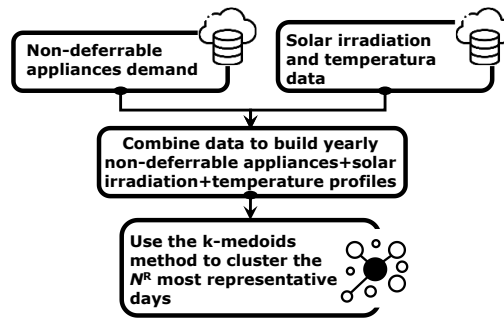 Non-deferrable
appliances demand
Solar irradiation
and temperatura
data
Combine data to build yearly
non-deferrable appliances+solar
irradiation+temperature profiles
Use the k-medoids
method to cluster the
Nᴿ most representative
days